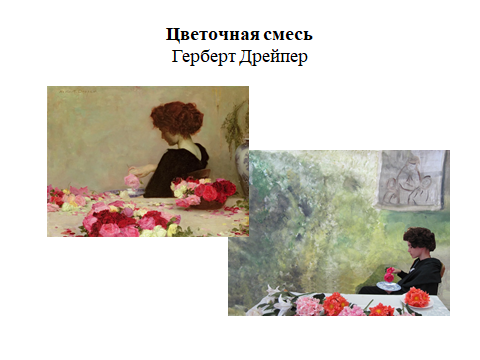 Цветочная смесь
Герберт Дрейпер